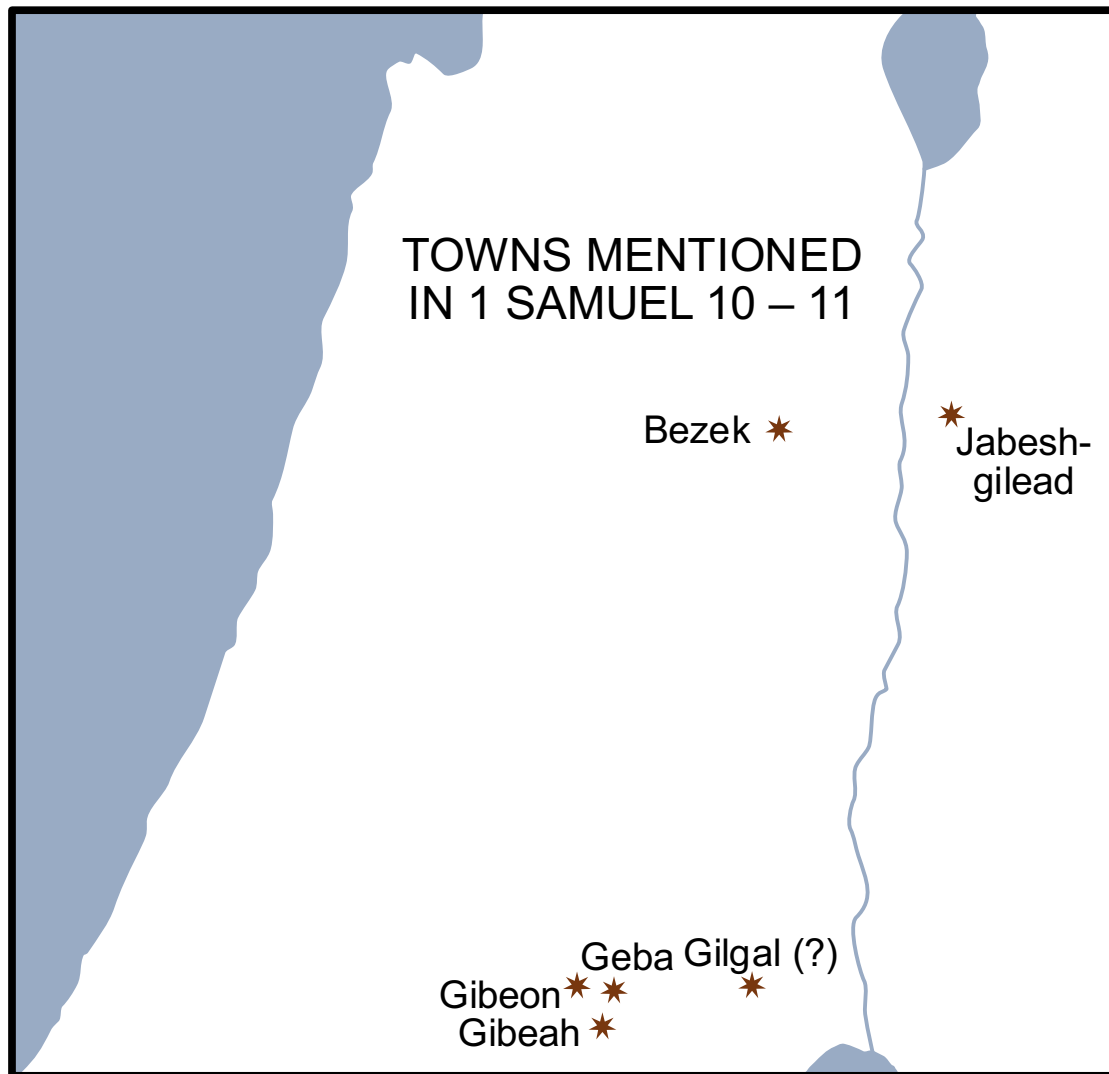 TOWNS MENTIONED
IN 1 SAMUEL 10 – 11
Bezek
Jabesh-
gilead
Geba
Gilgal (?)
Gibeon
Gibeah